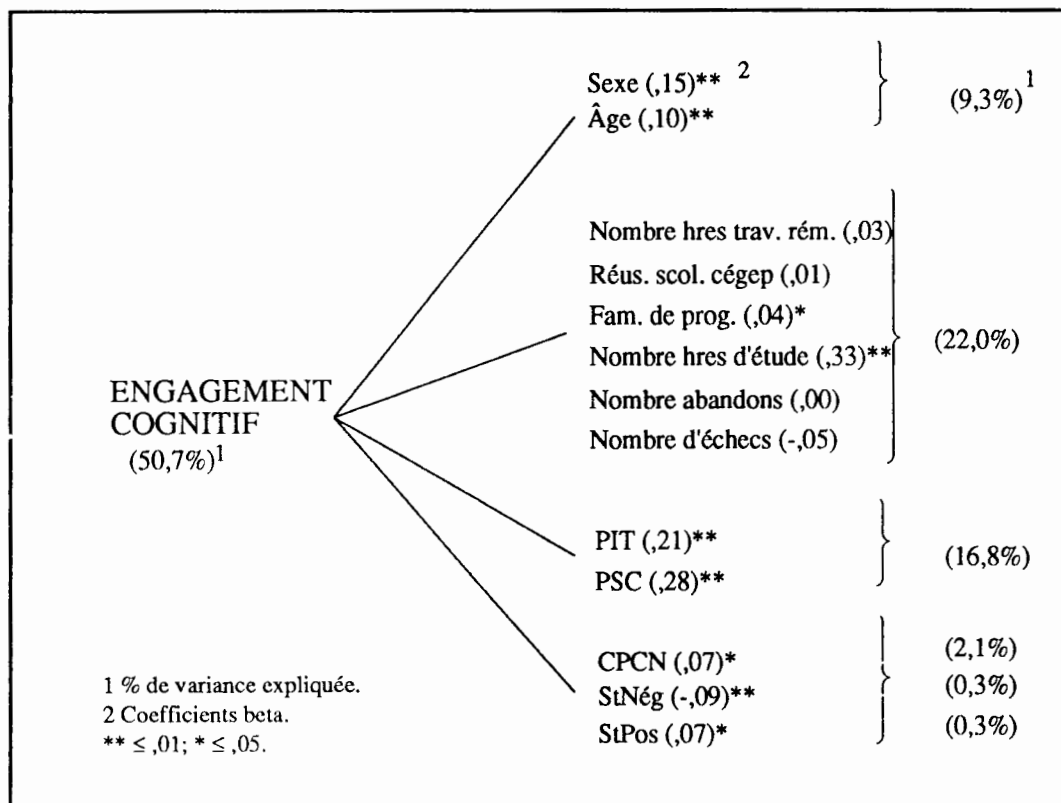 Sexe (,15)** 2
(9,3%)1
Âge (,10)**
Nombre hres trav. rém. (,03)
Réus. scol. cégep (,01)
Fam. de prog. (,04)*
Nombre hres d'étude (,33)**
Nombre abandons (,00)
Nombre d'échecs (-,05)
(22,0%)
ENGAGEMENT
COGNITIF
(50,7%)1
PIT (,21)**
PSC (,28)**
(16,8%)
CPCN (,07)* (2,1%)
StNég (-,09)** (0,3%)
StPos (,07)* (0,3%)
1 % de variance expliquée.
2 Coefficients beta.
** ≤ ,01; * ≤ ,05.